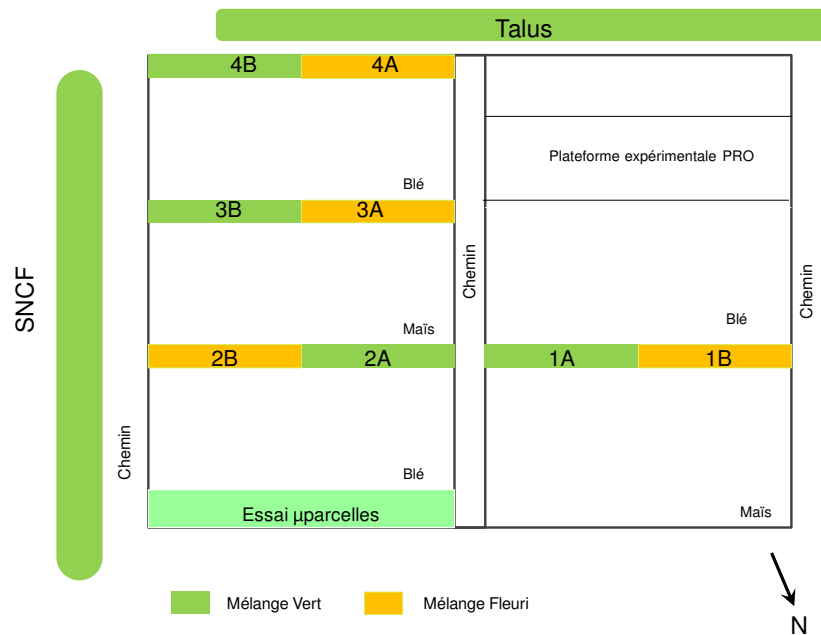 Talus
4B 4A
Plateforme expérimentale PRO
Blé
3B 3A
SNCF
Chemin
Chemin
Blé
Maïs
2B 2A 1A 1B
Chemin
Blé
Essai µparcelles
Maïs
Mélange Vert
Mélange Fleuri
N